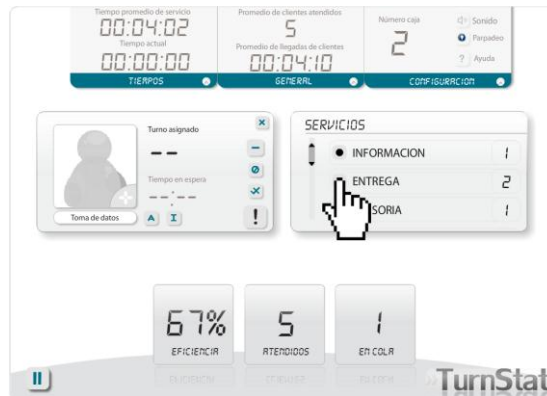 Tiempo promedio de servicio
00:04:02
Tiempo actual
00:00:00
TIEMPOS
Promedio de clientes atendidos
5
Promedio de llegadas de clientes
00:04:10
GENERAL
Número caja
2
Sonido
Parpadeo
? Ayuda
CONFIGURACION
Turno asignado
--
Tiempo en espera
--:--
Toma de datos
A I !
SERVICIOS
INFORMACION 1
ENTREGA 2
SORIA 1
67%
EFICIENCIA
5
ATENDIDOS
1
EN COLA
TurnStat